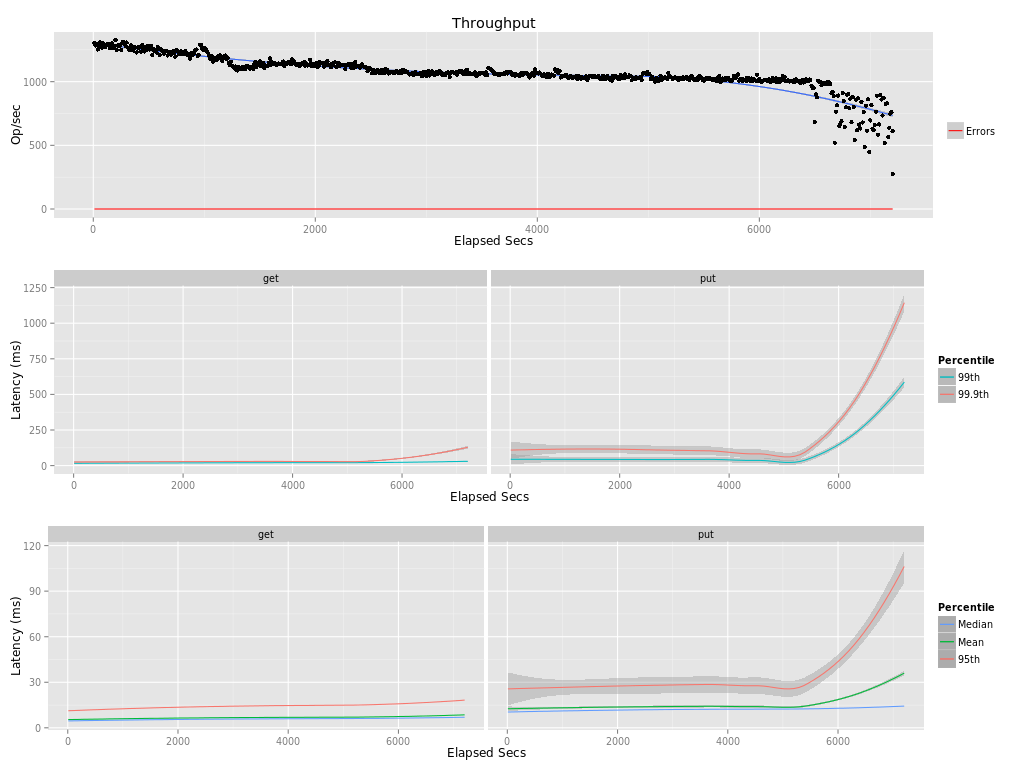 Throughput
Op/sec
1000
500
0
0 2000 4000 6000
Elapsed Secs
Errors
get put
Latency (ms)
1250
1000
750
500
250
0
0 2000 4000 6000 0 2000 4000 6000
Elapsed Secs
Percentile
99th
99.9th
get put
Latency (ms)
120
90
60
30
0
0 2000 4000 6000 0 2000 4000 6000
Elapsed Secs
Percentile
Median
Mean
95th